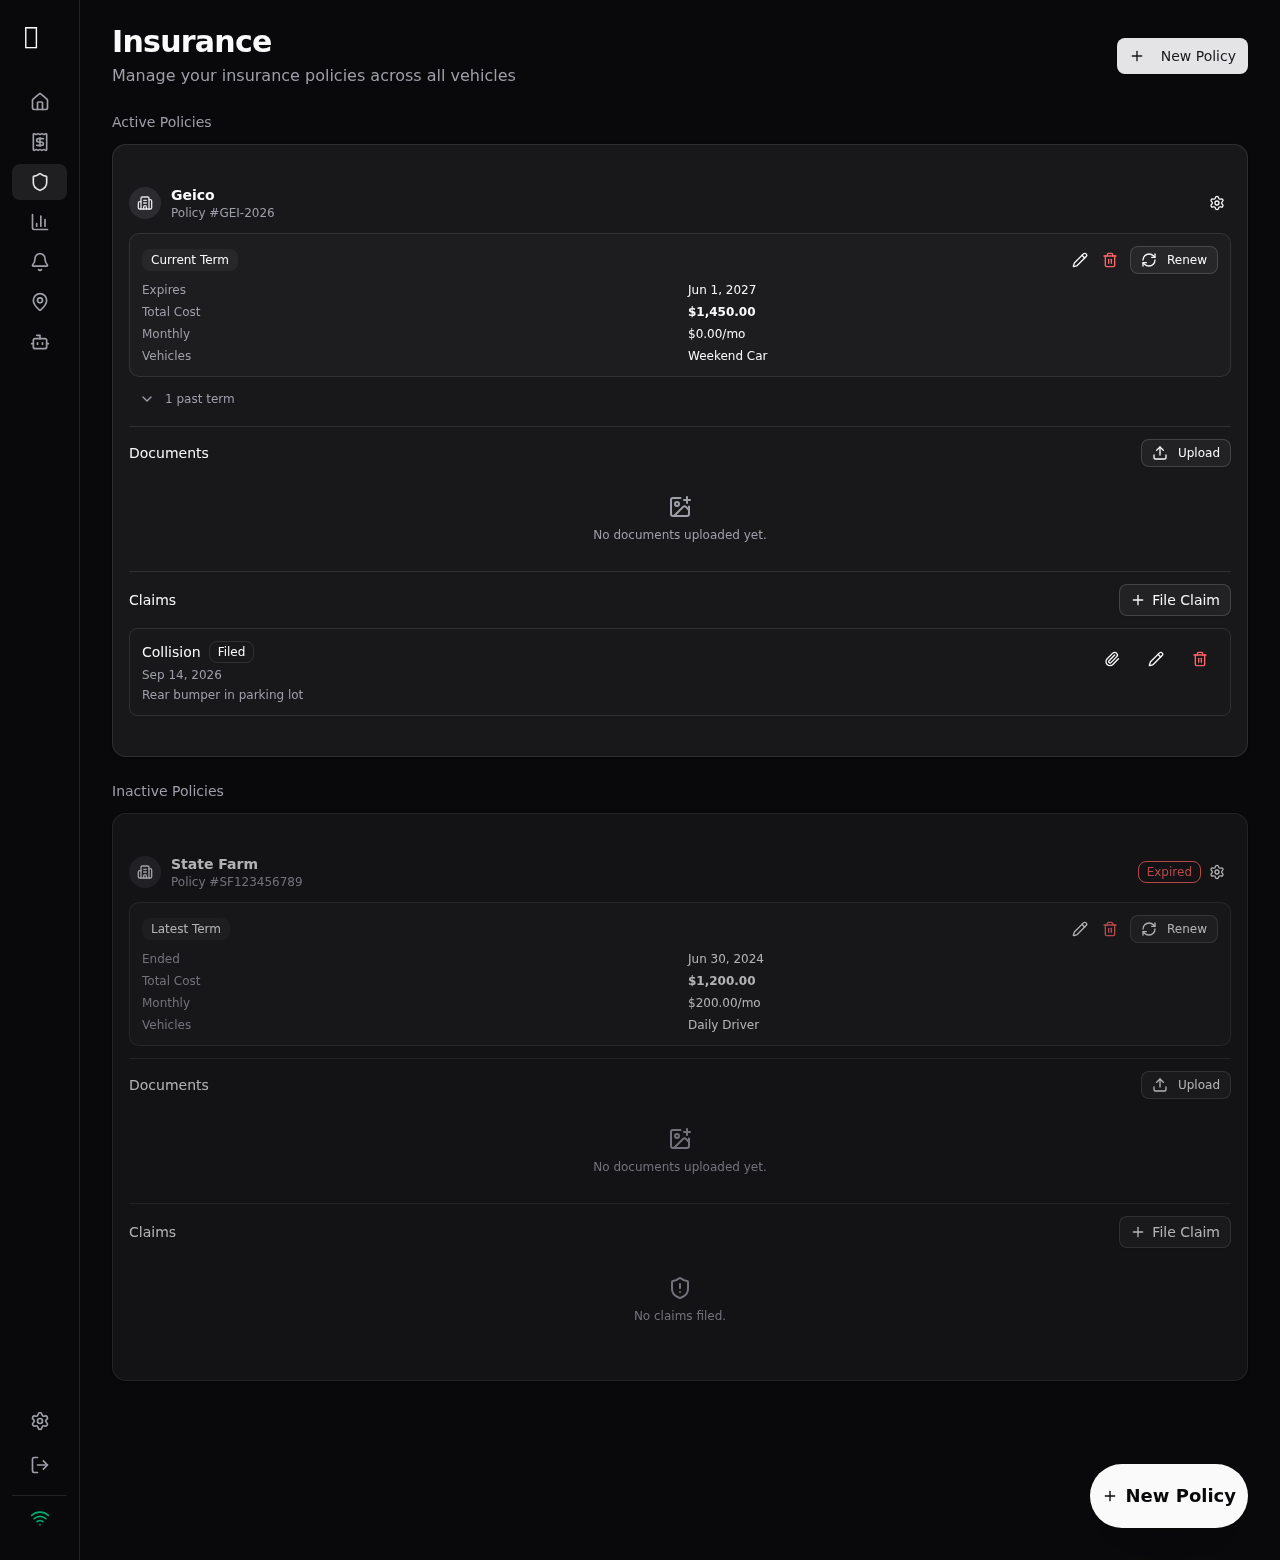 Insurance
Manage your insurance policies across all vehicles
New Policy
Active Policies
Geico
Policy #GEI-2026
Current Term
Renew
Expires Jun 1, 2027
Total Cost $1,450.00
Monthly $0.00/mo
Vehicles Weekend Car
1 past term
Documents
Upload
No documents uploaded yet.
Claims
File Claim
Collision Filed
Sep 14, 2026
Rear bumper in parking lot
Inactive Policies
State Farm
Policy #SF123456789
Expired
Latest Term
Renew
Ended Jun 30, 2024
Total Cost $1,200.00
Monthly $200.00/mo
Vehicles Daily Driver
Documents
Upload
No documents uploaded yet.
Claims
File Claim
No claims filed.
New Policy